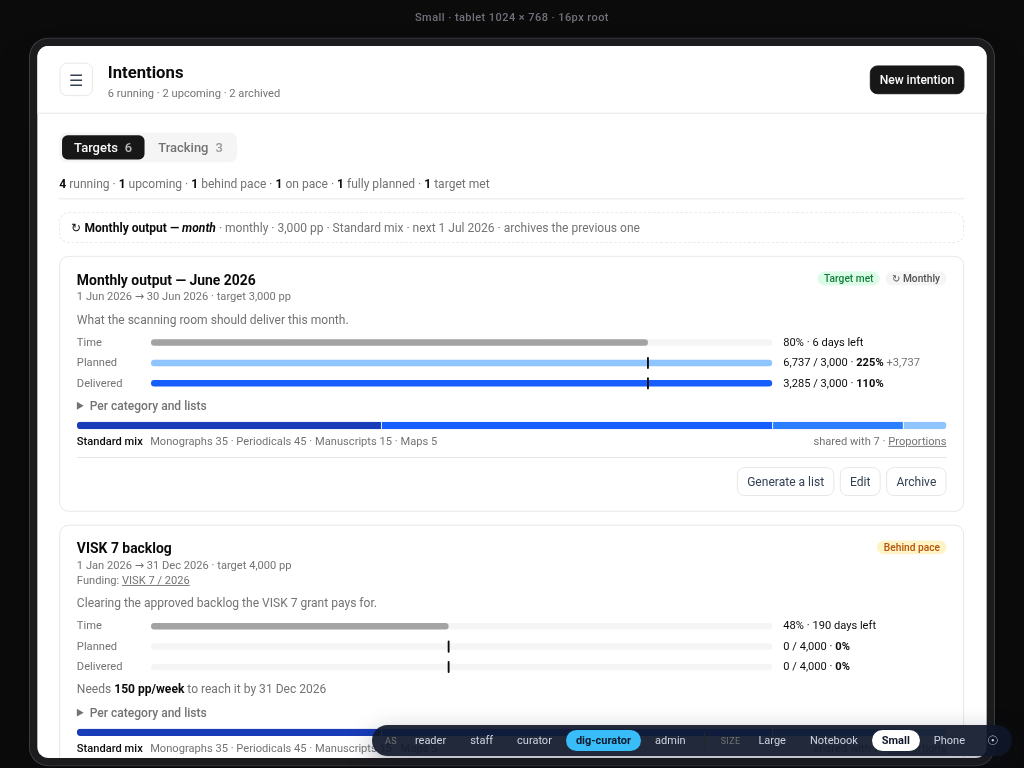 Small · tablet 1024 × 768 · 16px root
☰
Intentions
6 running · 2 upcoming · 2 archived
New intention
Targets 6
Tracking 3
4 running · 1 upcoming · 1 behind pace · 1 on pace · 1 fully planned · 1 target met
↻ Monthly output — month · monthly · 3,000 pp · Standard mix · next 1 Jul 2026 · archives the previous one
Monthly output — June 2026
Target met
↻ Monthly
1 Jun 2026 → 30 Jun 2026 · target 3,000 pp
What the scanning room should deliver this month.
Time 80% · 6 days left
Planned 6,737 / 3,000 · 225% +3,737
Delivered 3,285 / 3,000 · 110%
▶ Per category and lists
Standard mix Monographs 35 · Periodicals 45 · Manuscripts 15 · Maps 5
shared with 7 · Proportions
Generate a list
Edit
Archive
VISK 7 backlog
Behind pace
1 Jan 2026 → 31 Dec 2026 · target 4,000 pp
Funding: VISK 7 / 2026
Clearing the approved backlog the VISK 7 grant pays for.
Time 48% · 190 days left
Planned 0 / 4,000 · 0%
Delivered 0 / 4,000 · 0%
Needs 150 pp/week to reach it by 31 Dec 2026
▶ Per category and lists
Standard mix Monographs 35 · Periodicals 45 · Manuscripts
AS reader staff curator dig-curator admin SIZE Large Notebook Small Phone